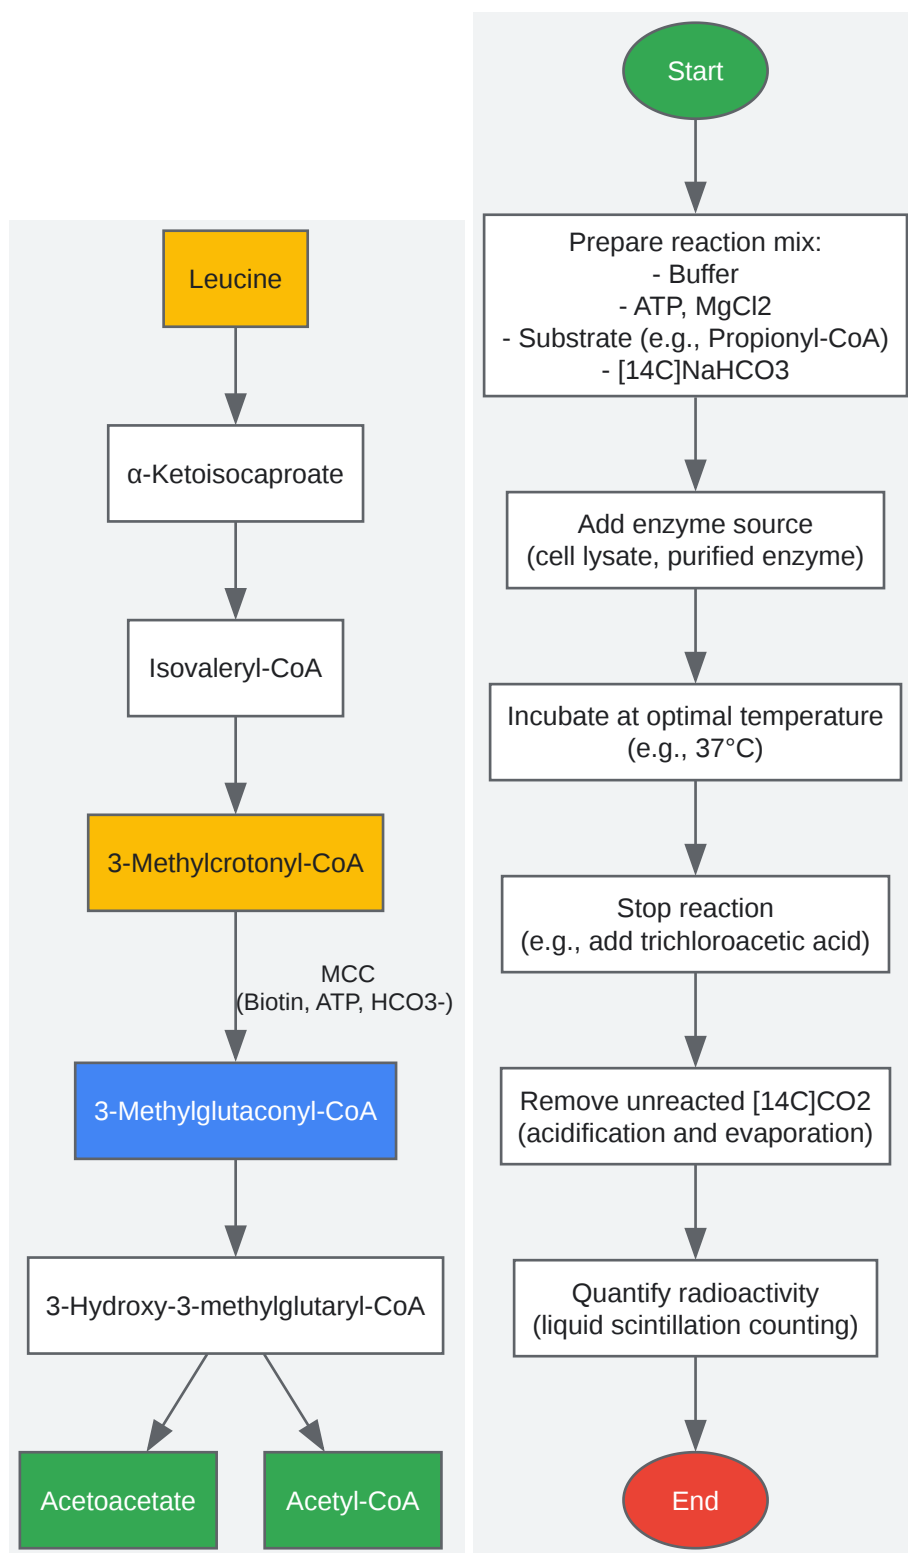 Leucine
α-Ketoisocaproate
Isovaleryl-CoA
3-Methylcrotonyl-CoA
MCC
(Biotin, ATP, HCO3-)
3-Methylglutaconyl-CoA
3-Hydroxy-3-methylglutaryl-CoA
Acetoacetate
Acetyl-CoA
Start
Prepare reaction mix:
- Buffer
- ATP, MgCl2
- Substrate (e.g., Propionyl-CoA)
- [14C]NaHCO3
Add enzyme source
(cell lysate, purified enzyme)
Incubate at optimal temperature
(e.g., 37°C)
Stop reaction
(e.g., add trichloroacetic acid)
Remove unreacted [14C]CO2
(acidification and evaporation)
Quantify radioactivity
(liquid scintillation counting)
End